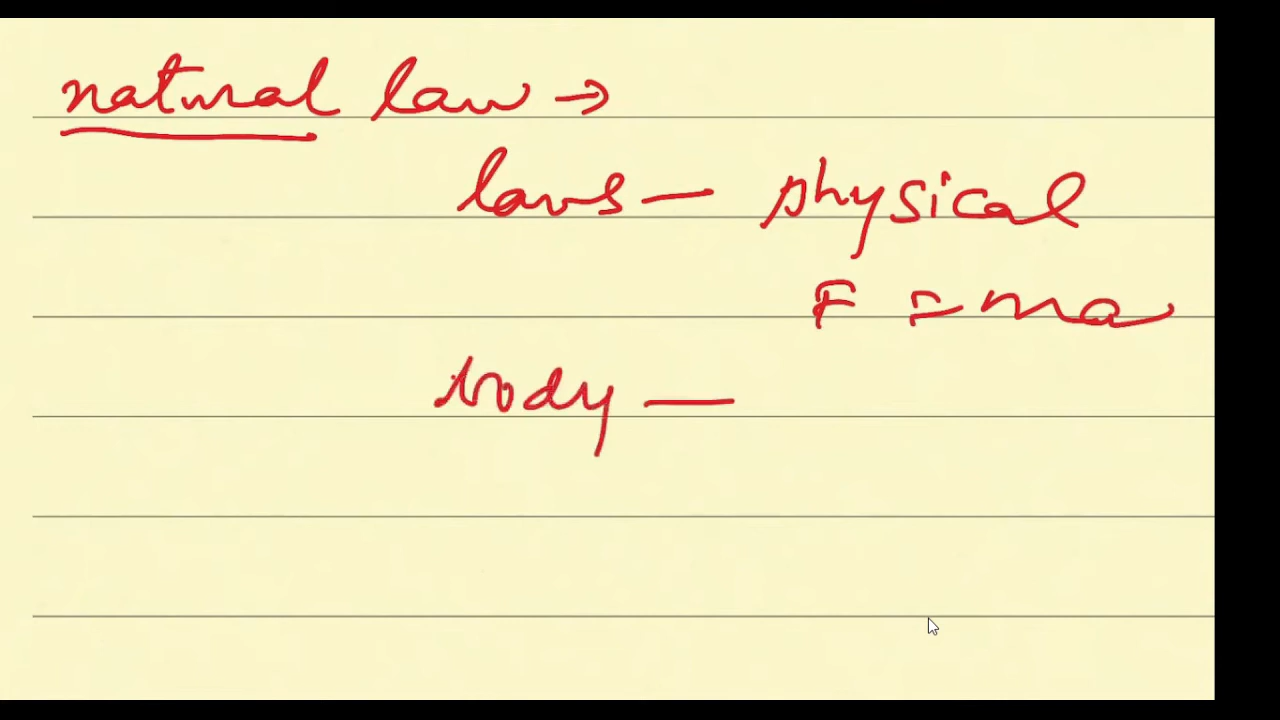 natural law →
laws — physical
F = ma
body —